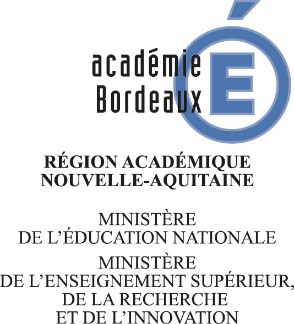 académie
Bordeaux É
RÉGION ACADÉMIQUE
NOUVELLE-AQUITAINE
MINISTÈRE
DE L'ÉDUCATION NATIONALE
MINISTÈRE
DE L'ENSEIGNEMENT SUPÉRIEUR,
DE LA RECHERCHE
ET DE L'INNOVATION